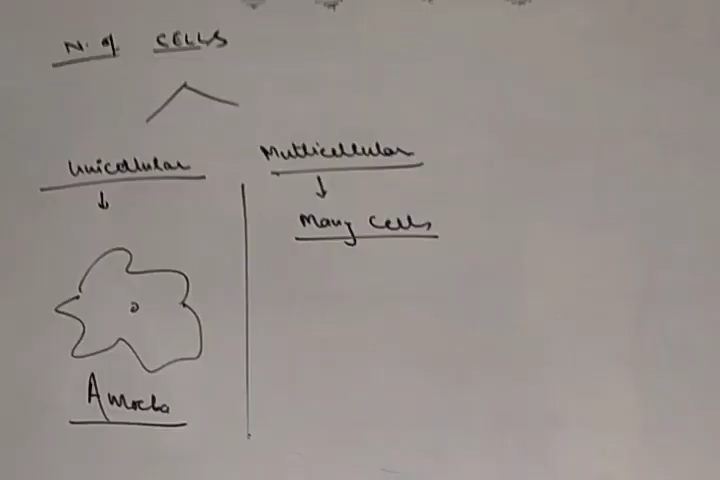 N. of CELLS
Unicellular
Multicellular
Many Cells
Amoeba